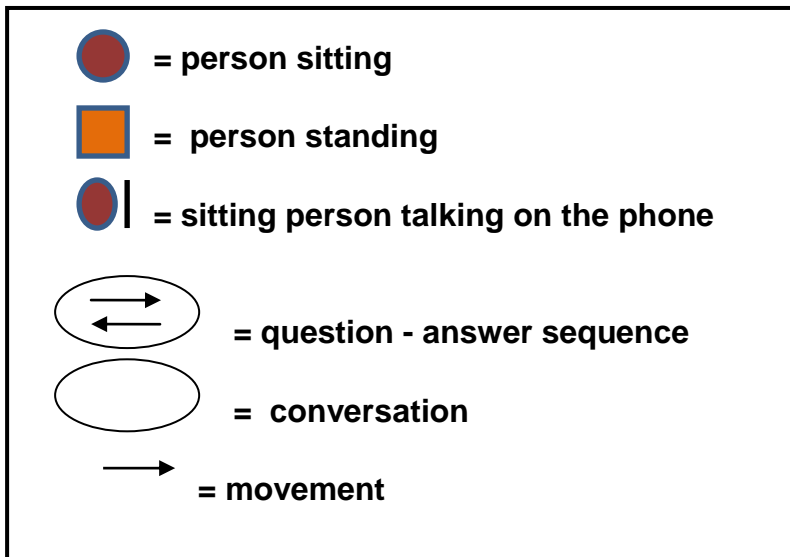 = person sitting
= person standing
= sitting person talking on the phone
= question - answer sequence
= conversation
= movement